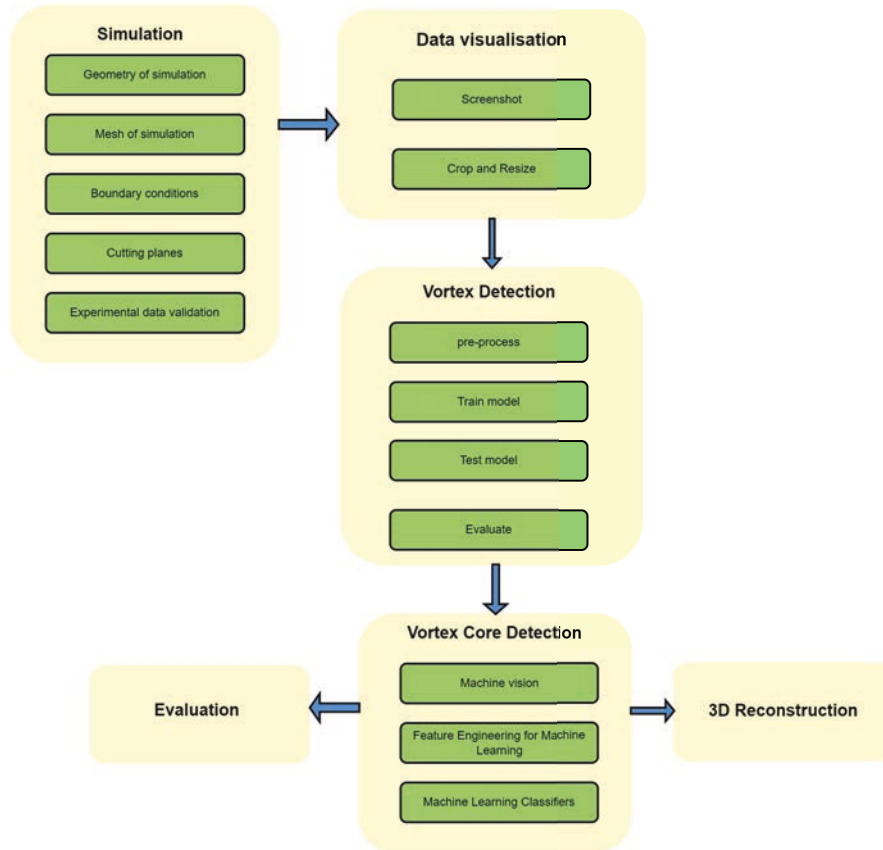 Simulation
Geometry of simulation
Mesh of simulation
Boundary conditions
Cutting planes
Experimental data validation
Data visualisation
Screenshot
Crop and Resize
Vortex Detection
pre-process
Train model
Test model
Evaluate
Vortex Core Detection
Machine vision
Feature Engineering for Machine
Learning
Machine Learning Classifiers
Evaluation
3D Reconstruction